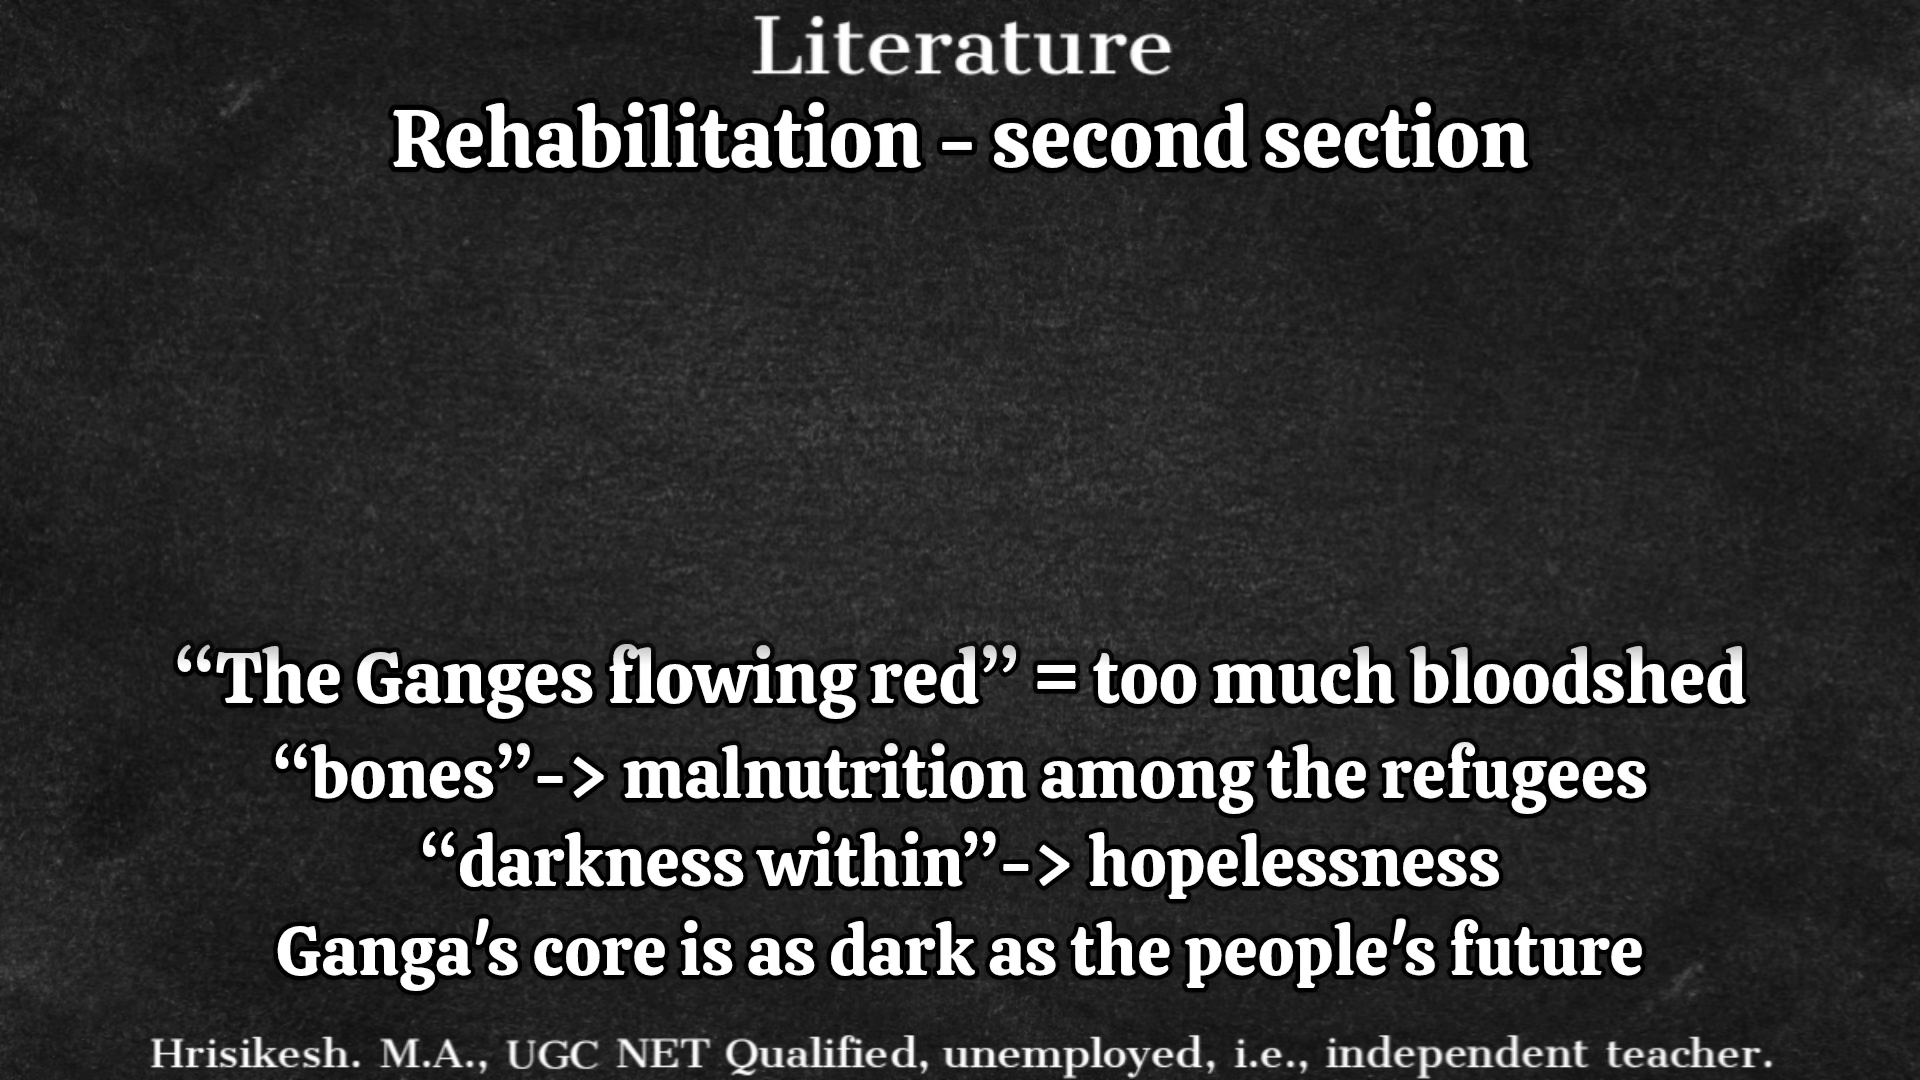 Literature
Rehabilitation - second section
“The Ganges flowing red” = too much bloodshed
“bones”-> malnutrition among the refugees
“darkness within”-> hopelessness
Ganga's core is as dark as the people's future
Hrisikesh. M.A., UGC NET Qualified, unemployed, i.e., independent teacher.